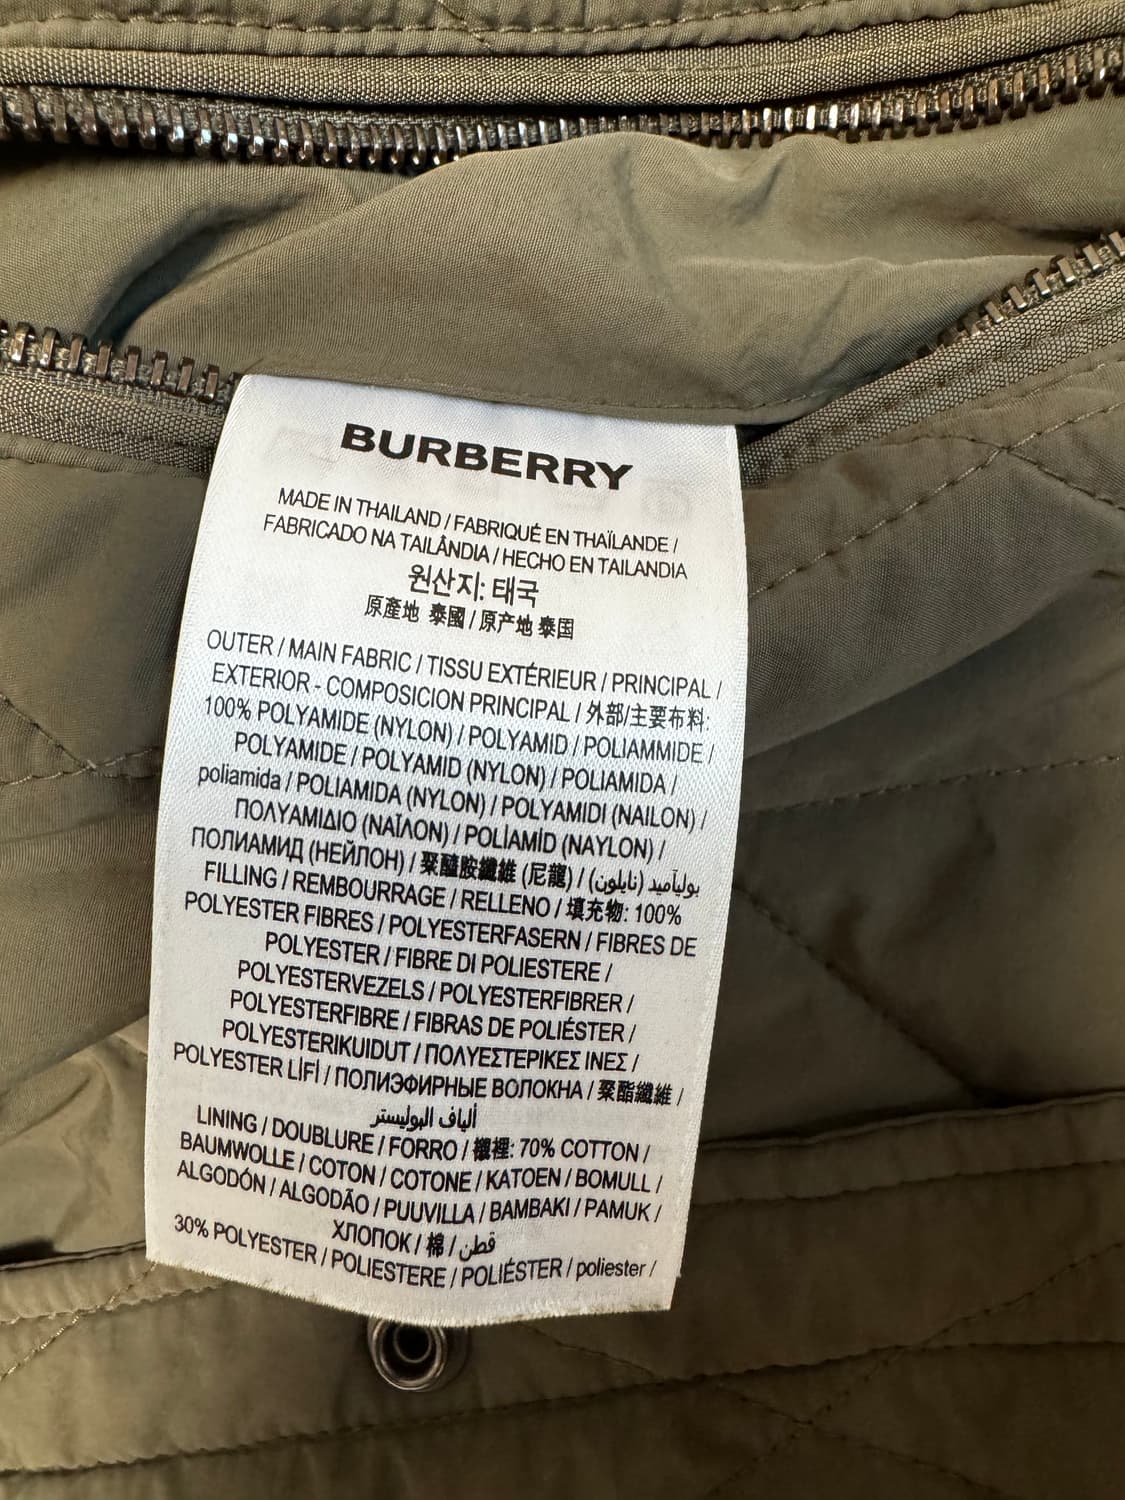 BURBERRY
MADE IN THAILAND / FABRIQUÉ EN THAÏLANDE /
FABRICADO NA TAILÂNDIA / HECHO EN TAILANDIA
원산지: 태국
原產地 泰國 / 原产地 泰国
OUTER / MAIN FABRIC / TISSU EXTÉRIEUR / PRINCIPAL /
EXTERIOR - COMPOSICION PRINCIPAL / 外部/主要布料:
100% POLYAMIDE (NYLON) / POLYAMID / POLIAMMIDE /
POLYAMIDE / POLYAMID (NYLON) / POLIAMIDA /
poliamida / POLIAMIDA (NYLON) / POLYAMIDI (NAILON) /
ΠΟΛΥΑΜΙΔΙΟ (ΝΑΪΛΟΝ) / POLİAMİD (NAYLON) /
ПОЛИАМИД (НЕЙЛОН) / 聚醯胺纖維 (尼龍) / بولیآمید (نایلون)
FILLING / REMBOURRAGE / RELLENO / 填充物: 100%
POLYESTER FIBRES / POLYESTERFASERN / FIBRES DE
POLYESTER / FIBRE DI POLIESTERE /
POLYESTERVEZELS / POLYESTERFIBRER /
POLYESTERFIBRE / FIBRAS DE POLIÉSTER /
POLYESTERIKUIDUT / ΠΟΛΥΕΣΤΕΡΙΚΕΣ ΙΝΕΣ /
POLYESTER LİFİ / ПОЛИЭФИРНЫЕ ВОЛОКНА / 聚酯纖維 /
ألياف البوليستر
LINING / DOUBLURE / FORRO / 襯裡: 70% COTTON /
BAUMWOLLE / COTON / COTONE / KATOEN / BOMULL /
ALGODÓN / ALGODÃO / PUUVILLA / ΒΑΜΒΑΚΙ / PAMUK /
ХЛОПОК / 棉 / قطن
30% POLYESTER / POLIESTERE / POLIÉSTER / poliester /